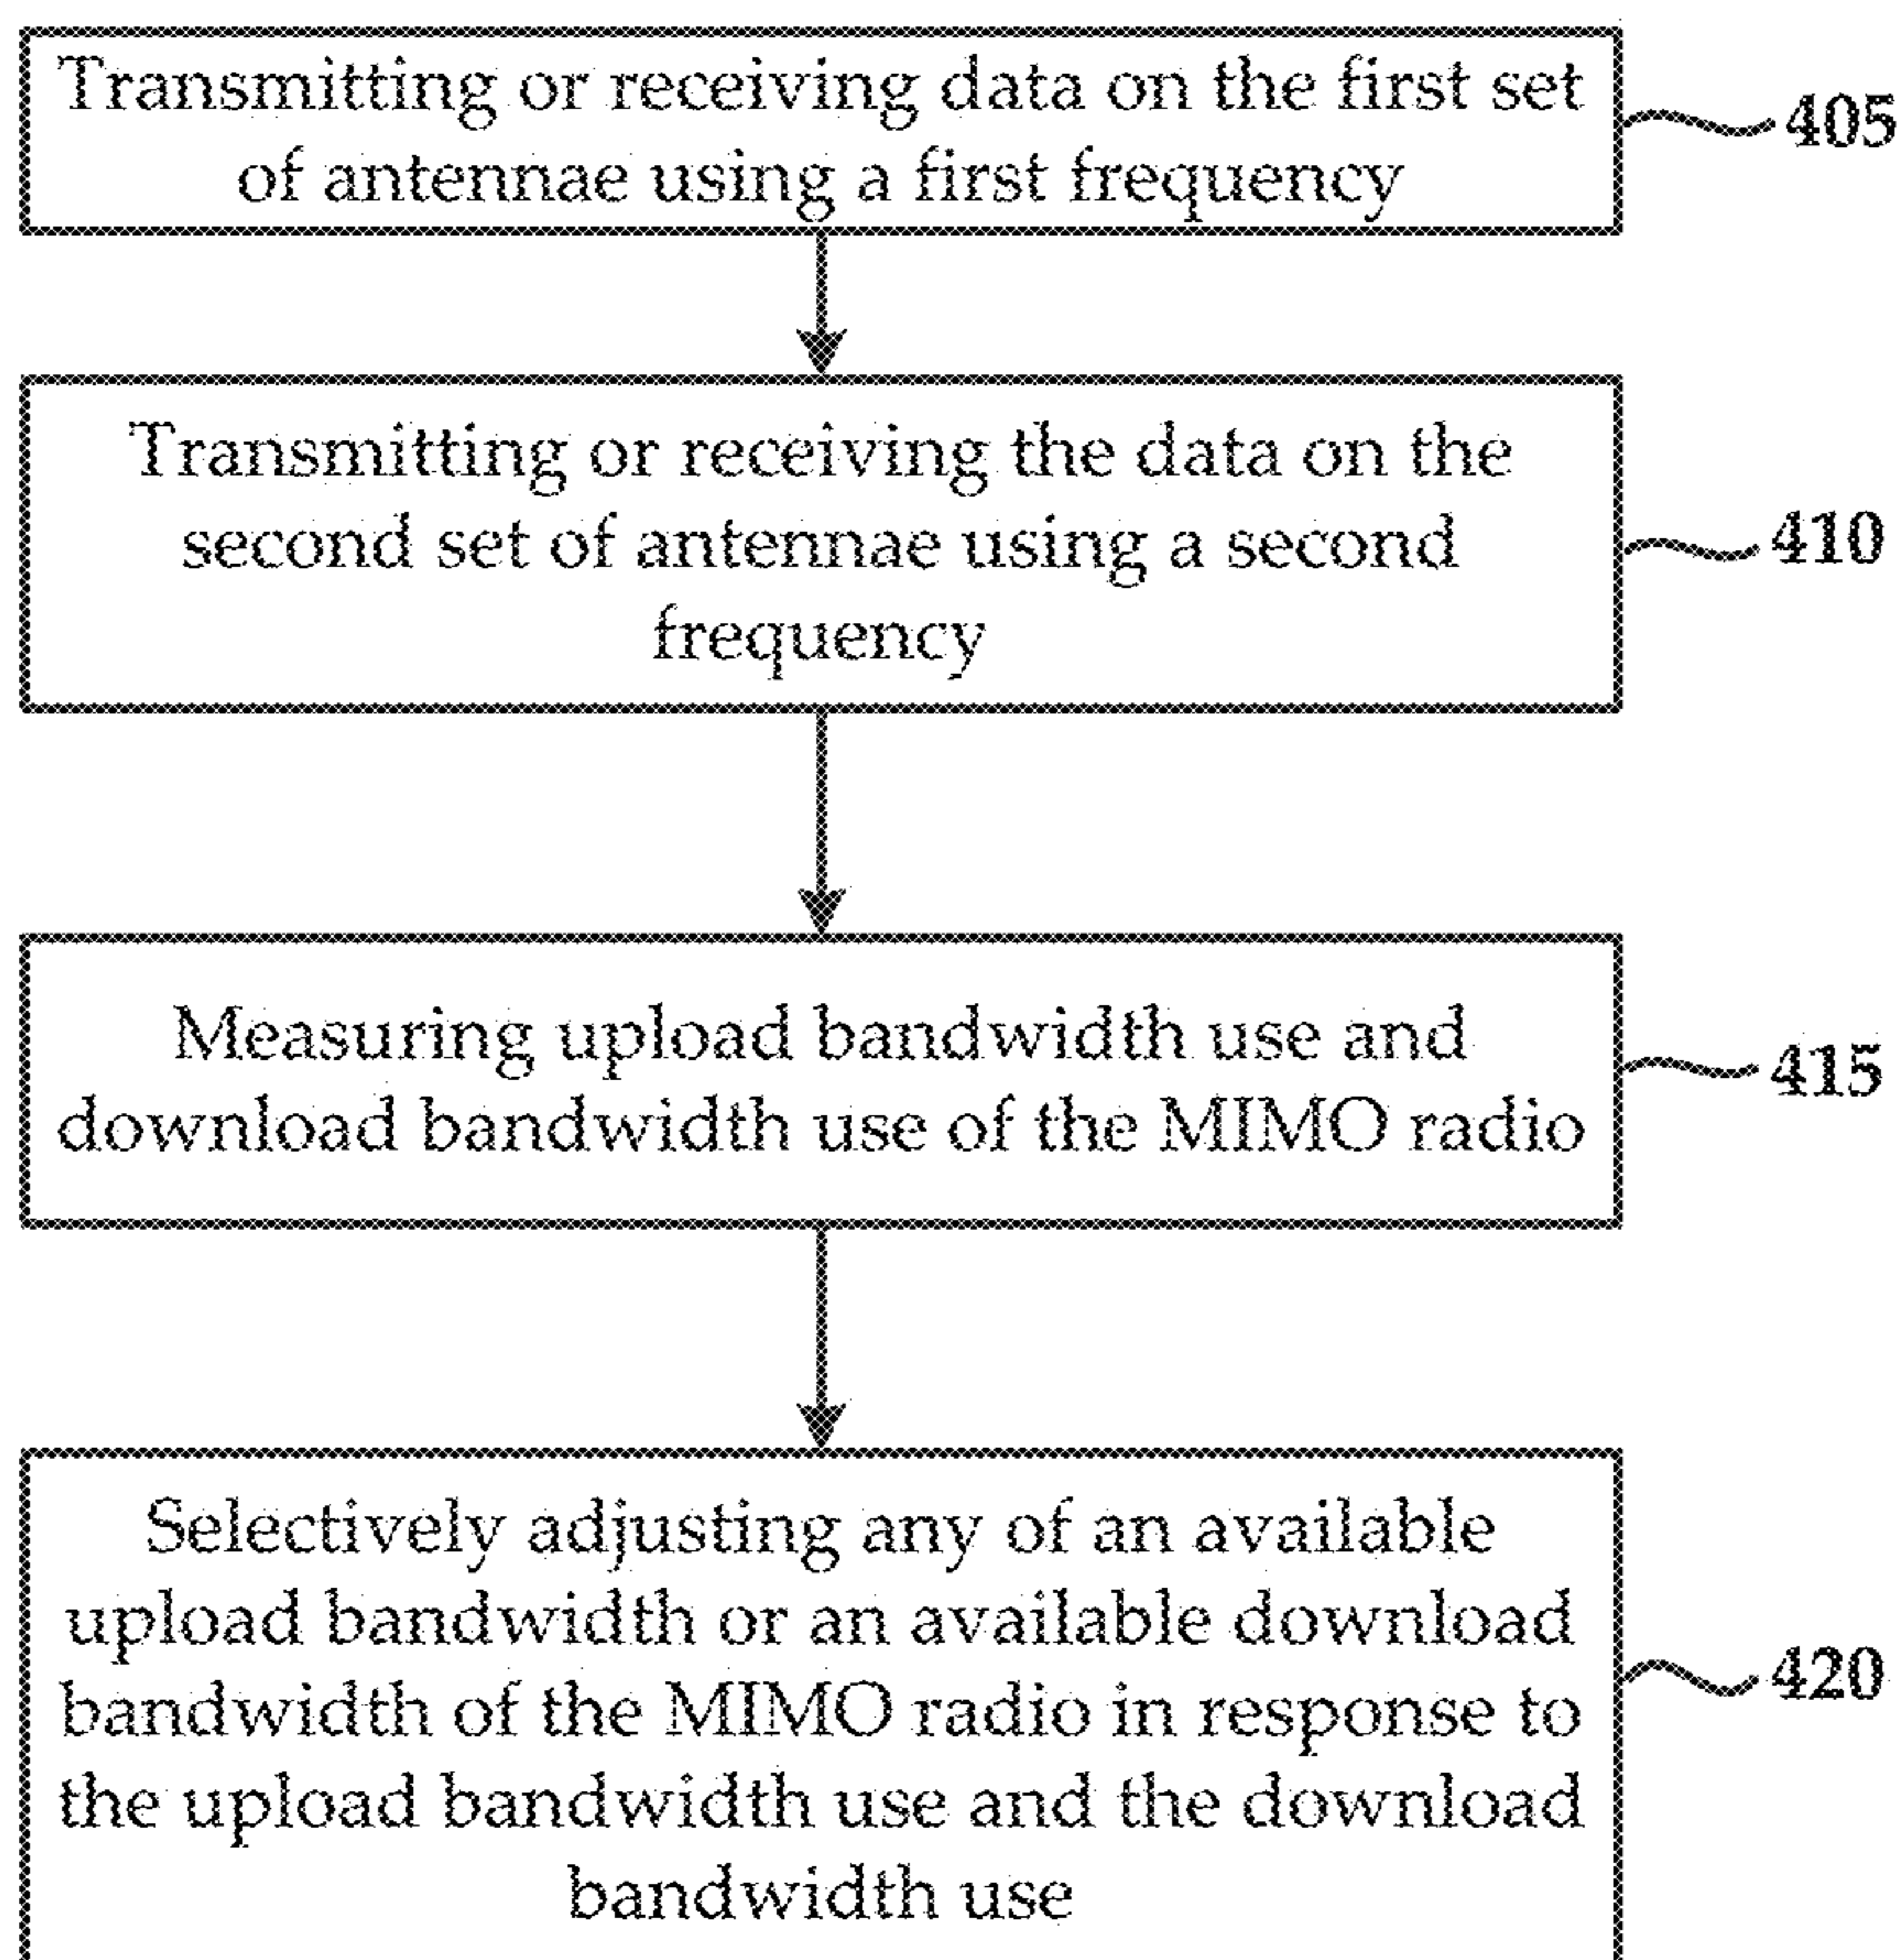 Transmitting or receiving data on the first set
of antennae using a first frequency
405
Transmitting or receiving the data on the
second set of antennae using a second
frequency
410
Measuring upload bandwidth use and
download bandwidth use of the MIMO radio
415
Selectively adjusting any of an available
upload bandwidth or an available download
bandwidth of the MIMO radio in response to
the upload bandwidth use and the download
bandwidth use
420